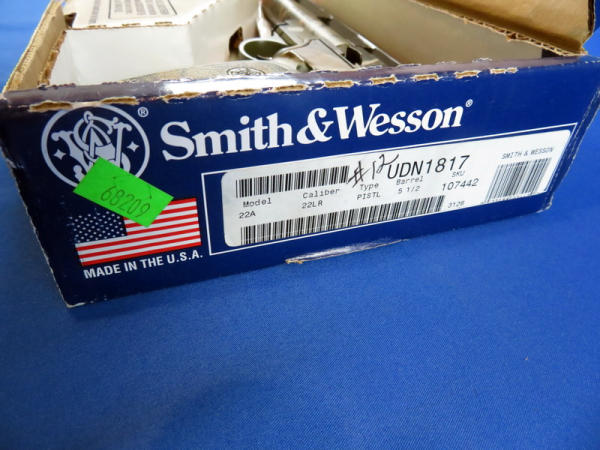 Smith & Wesson®
68209
MADE IN THE U.S.A.
#12
UDN1817
SMITH & WESSON
Model Caliber Type Barrel SKU
22A 22LR PISTL 5 1/2 107442
3126